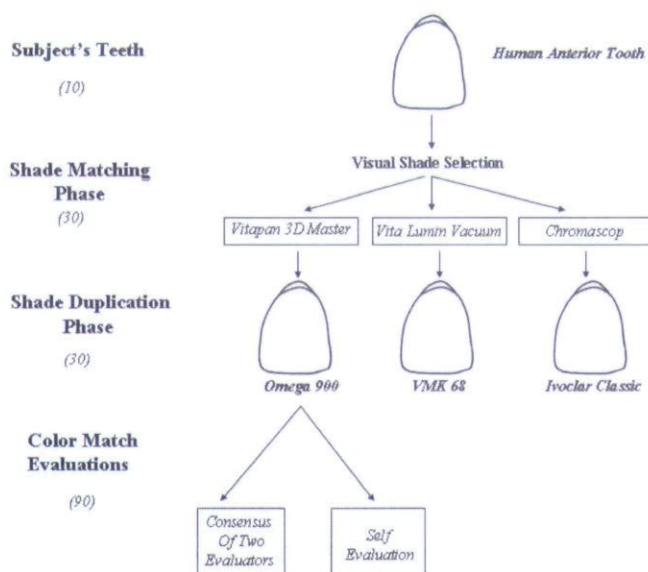 Subject's Teeth
(10)
Human Anterior Tooth
Visual Shade Selection
Shade Matching
Phase
(30)
Vitapan 3D Master
Vita Lumin Vacuum
Chromascop
Shade Duplication
Phase
(30)
Omega 900
VMK 68
Ivoclar Classic
Color Match
Evaluations
(90)
Consensus
Of Two
Evaluators
Self
Evaluation